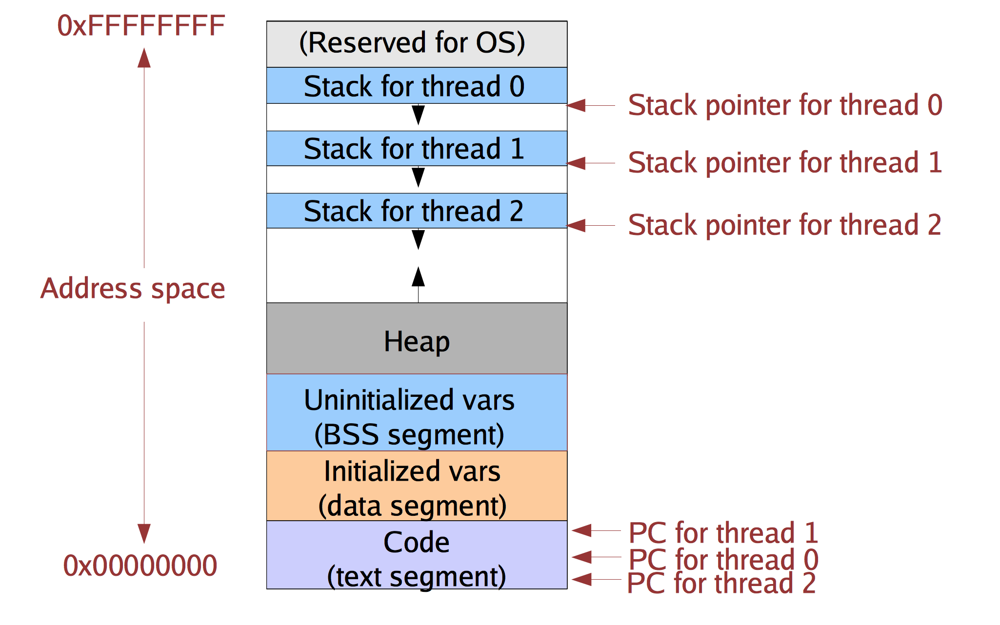 0xFFFFFFFF
(Reserved for OS)
Stack for thread 0
Stack pointer for thread 0
Stack for thread 1
Stack pointer for thread 1
Stack for thread 2
Stack pointer for thread 2
Address space
Heap
Uninitialized vars
(BSS segment)
Initialized vars
(data segment)
Code
(text segment)
PC for thread 1
PC for thread 0
PC for thread 2
0x00000000